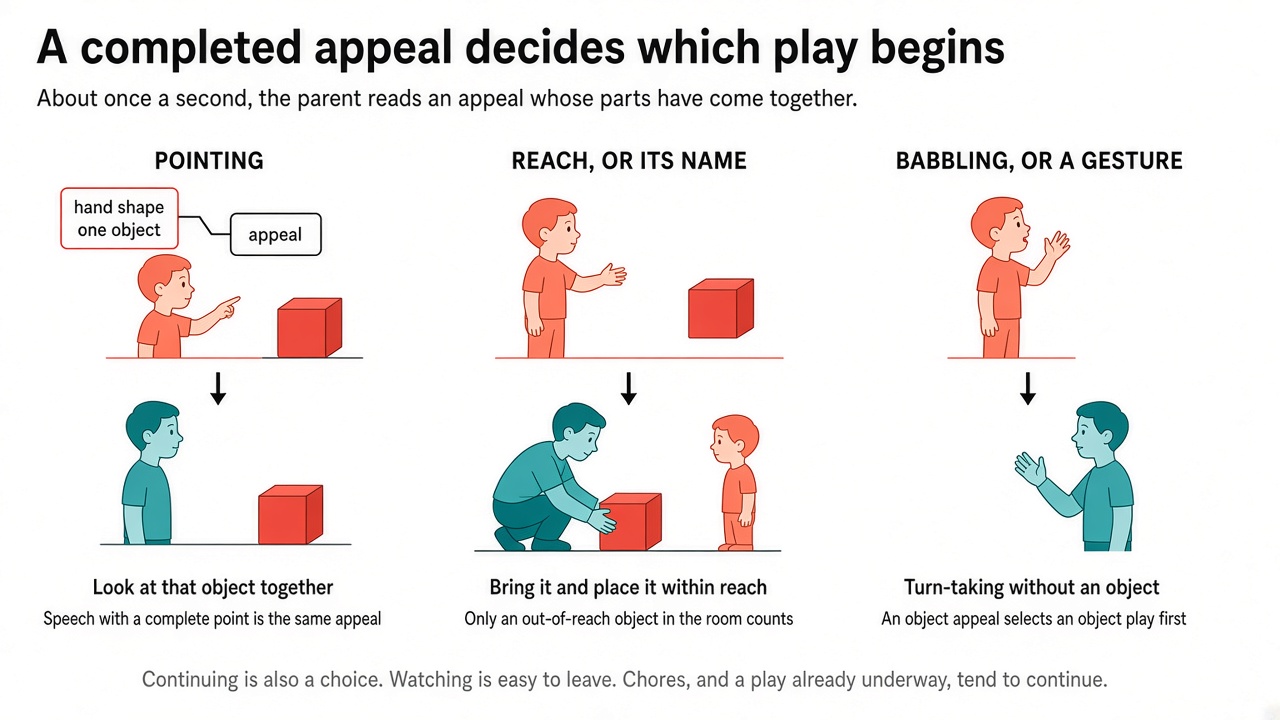 A completed appeal decides which play begins
About once a second, the parent reads an appeal whose parts have come together.
POINTING
hand shape
one object
appeal
Look at that object together
Speech with a complete point is the same appeal
REACH, OR ITS NAME
Bring it and place it within reach
Only an out-of-reach object in the room counts
BABBLING, OR A GESTURE
Turn-taking without an object
An object appeal selects an object play first
Continuing is also a choice. Watching is easy to leave. Chores, and a play already underway, tend to continue.